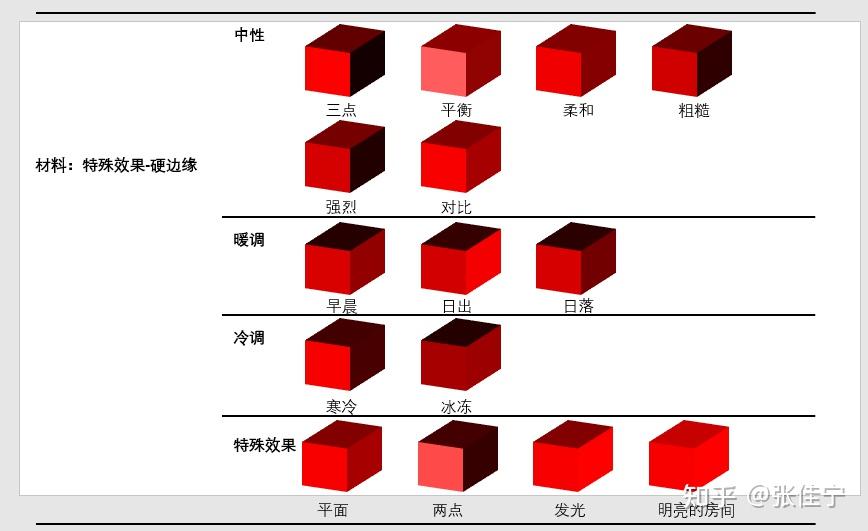 中性
三点 平衡 柔和 粗糙
材料：特殊效果-硬边缘
强烈 对比
暖调
早晨 日出 日落
冷调
寒冷 冰冻
特殊效果
平面 两点 发光 明亮的房间
知乎 @张佳宁